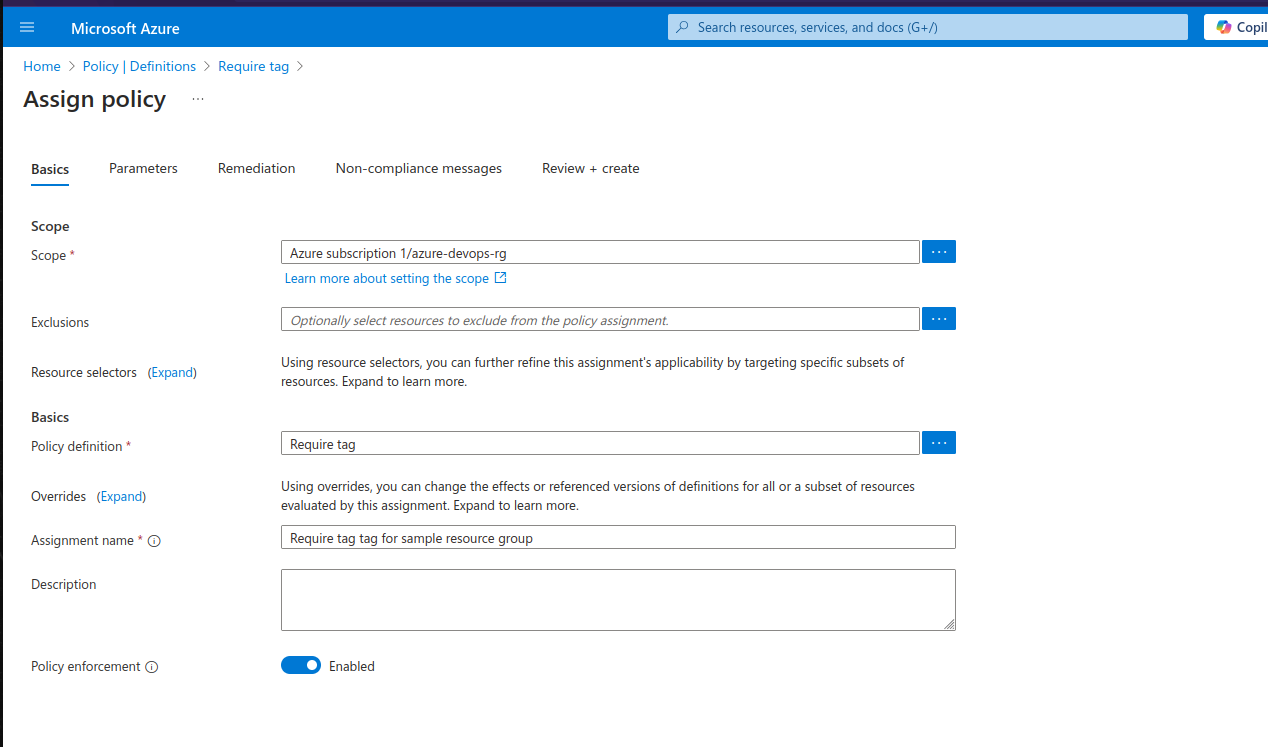 Microsoft Azure
Search resources, services, and docs (G+/)
Copil
Home > Policy | Definitions > Require tag >
Assign policy ...
Basics Parameters Remediation Non-compliance messages Review + create
Scope
Scope * Azure subscription 1/azure-devops-rg ...
Learn more about setting the scope
Exclusions Optionally select resources to exclude from the policy assignment. ...
Resource selectors (Expand) Using resource selectors, you can further refine this assignment's applicability by targeting specific subsets of
resources. Expand to learn more.
Basics
Policy definition * Require tag ...
Overrides (Expand) Using overrides, you can change the effects or referenced versions of definitions for all or a subset of resources
evaluated by this assignment. Expand to learn more.
Assignment name * Require tag tag for sample resource group
Description
Policy enforcement Enabled